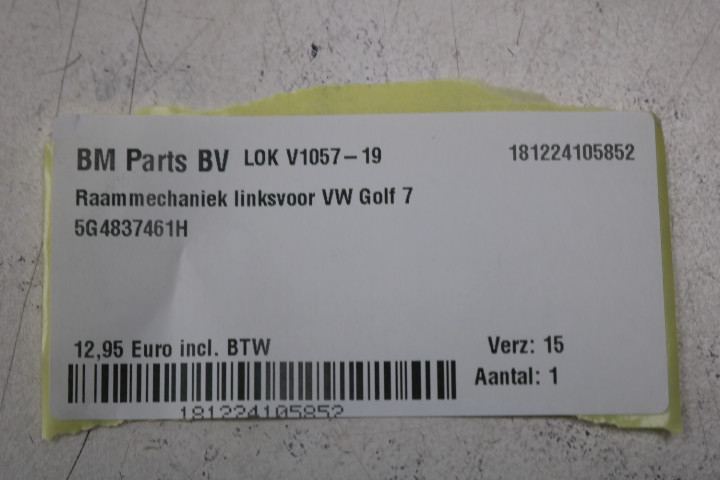 BM Parts BV LOK V1057-19 181224105852
Raammechaniek linksvoor VW Golf 7
5G4837461H
12,95 Euro incl. BTW Verz: 15
Aantal: 1
181224105852